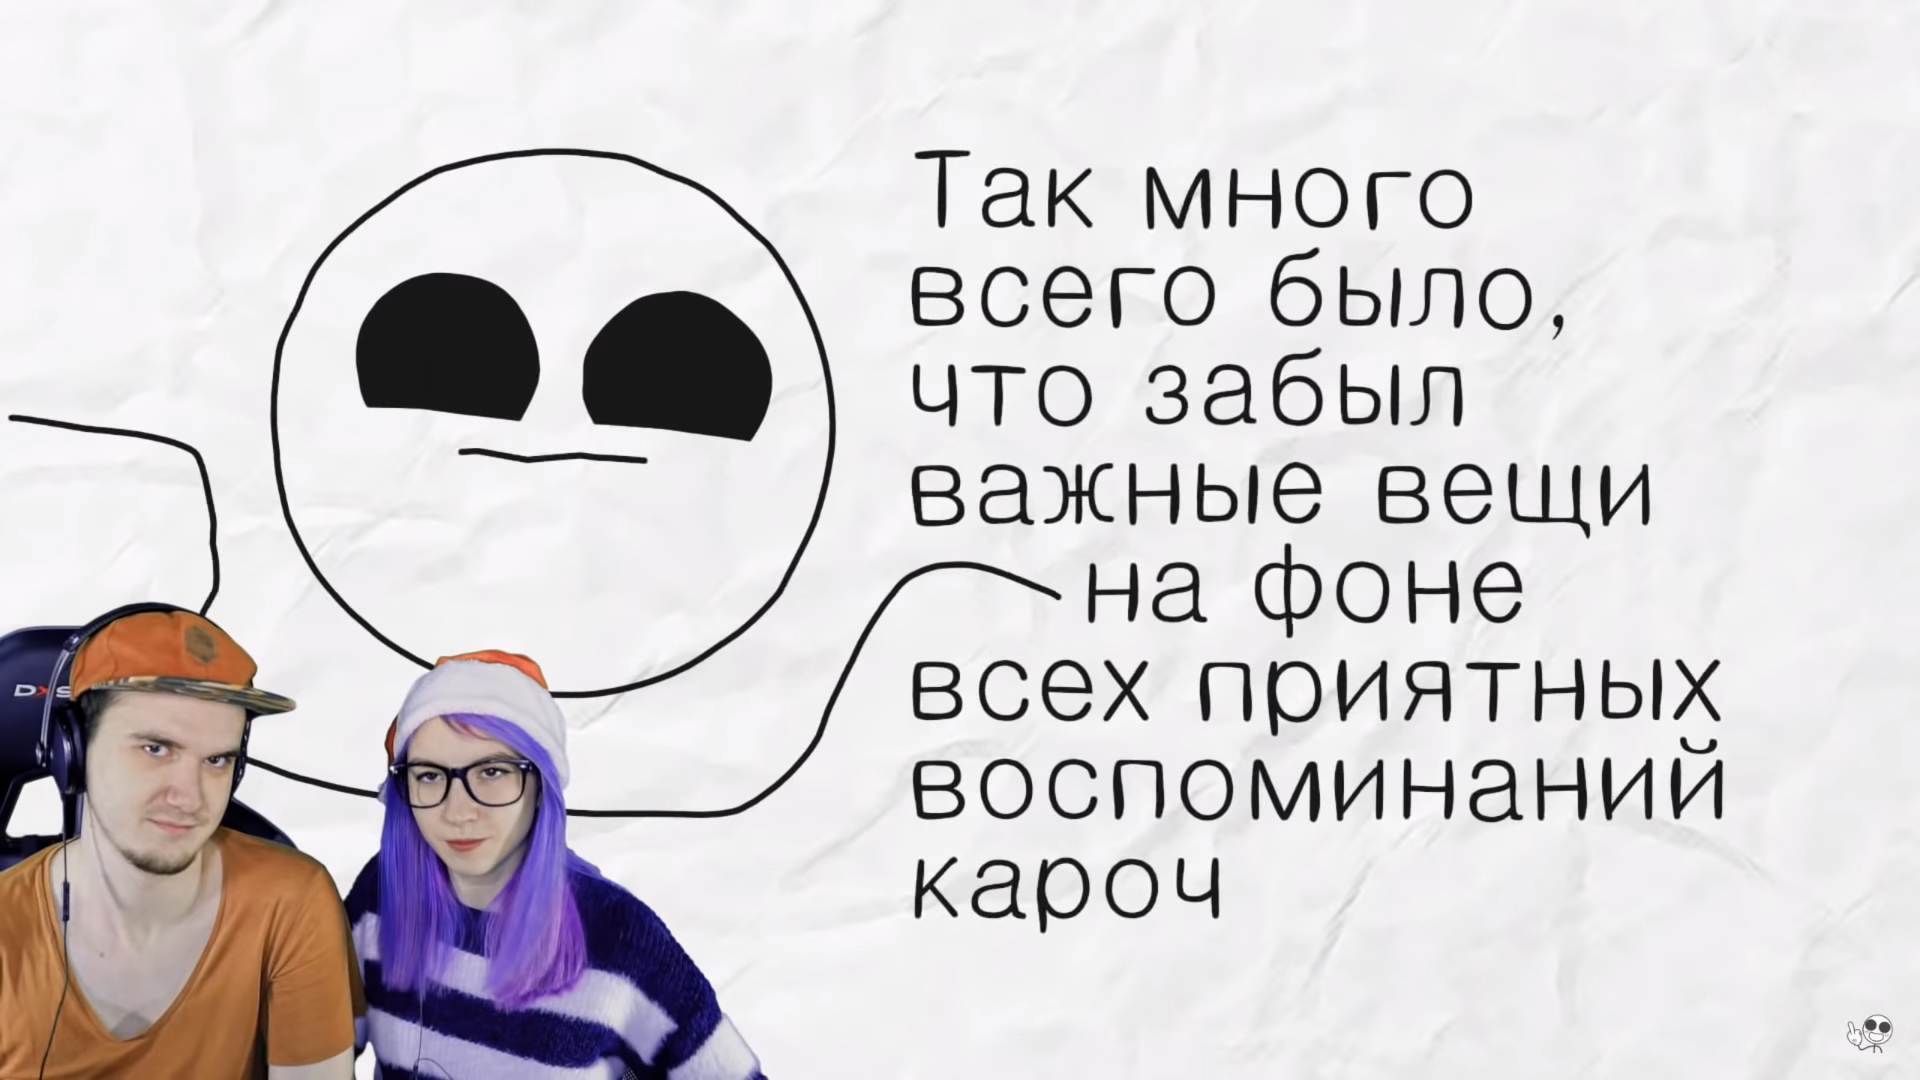 Так много
всего было,
что забыл
важные вещи
на фоне
всех приятных
воспоминаний
кароч